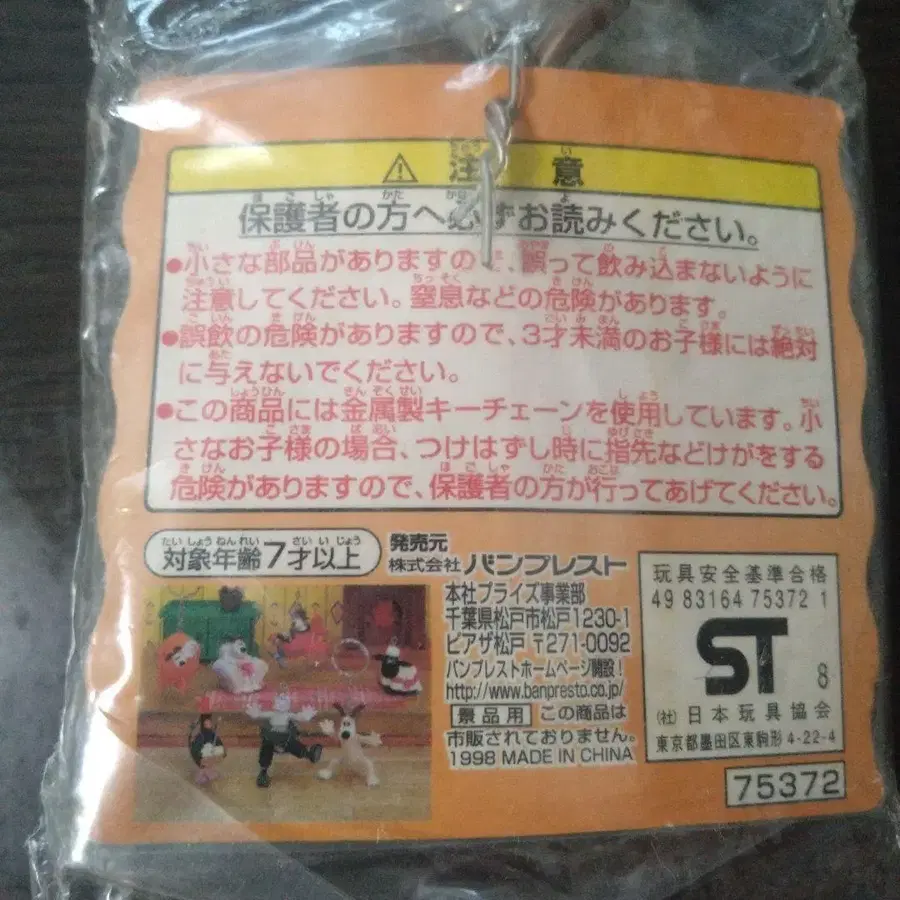 注意
保護者の方へ必ずお読みください。
●小さな部品がありますので、誤って飲み込まないように
注意してください。窒息などの危険があります。
●誤飲の危険がありますので、3才未満のお子様には絶対
に与えないでください。
●この商品には金属製キーチェーンを使用しています。小
さなお子様の場合、つけはずし時に指先などけがをする
危険がありますので、保護者の方が行ってあげてください。
たいしょうねんれい さいいじょう
対象年齢7才以上
発売元
株式会社 バンプレスト
本社プライズ事業部
千葉県松戸市松戸1230-1
ピアザ松戸 〒271-0092
バンプレストホームページ開設!
http://www.banpresto.co.jp/
景品用 この商品は
市販されておりません。
1998 MADE IN CHINA
玩具安全基準合格
49 83164 75372 1
ST 8
(社)日本玩具協会
東京都墨田区東駒形 4-22-4
75372